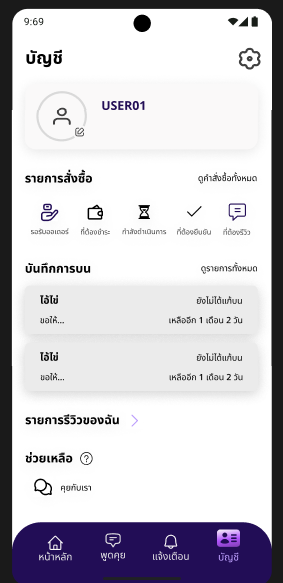 9:69
บัญชี
USER01
รายการสั่งซื้อ
ดูคำสั่งซื้อทั้งหมด
รอรับออเดอร์ ที่ต้องชำระ กำลังดำเนินการ ที่ต้องยืนยัน ที่ต้องรีวิว
บันทึกการบน
ดูรายการทั้งหมด
ไอ้ไข่ ยังไม่ได้แก้บน
ขอให้... เหลืออีก 1 เดือน 2 วัน
ไอ้ไข่ ยังไม่ได้แก้บน
ขอให้... เหลืออีก 1 เดือน 2 วัน
รายการรีวิวของฉัน
ช่วยเหลือ
คุยกับเรา
หน้าหลัก พูดคุย แจ้งเตือน บัญชี